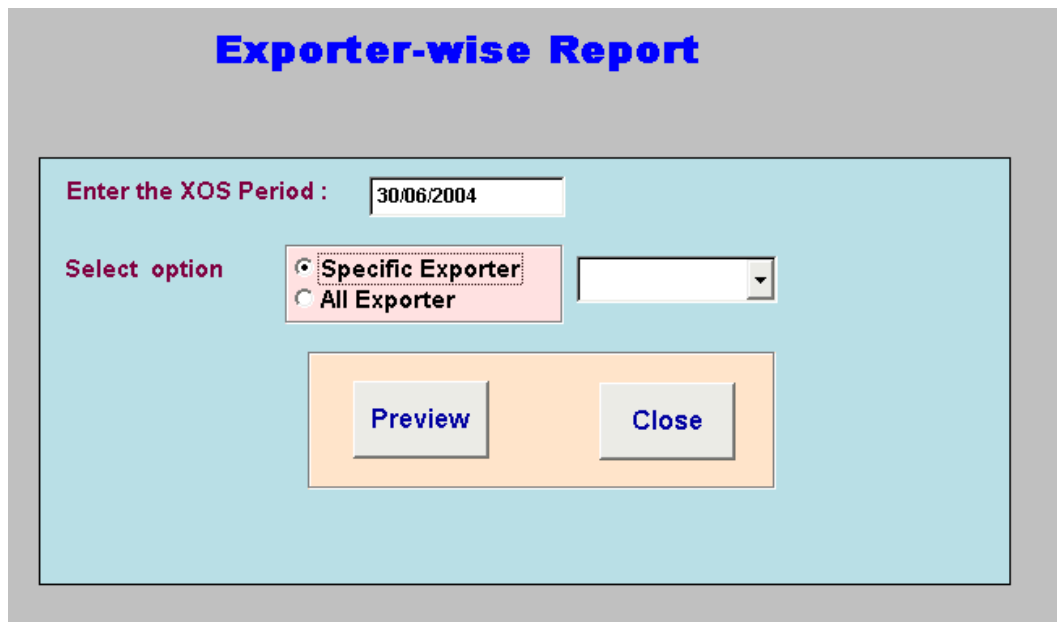 Exporter-wise Report
Enter the XOS Period : 30/06/2004
Select option
Specific Exporter
All Exporter
Preview Close